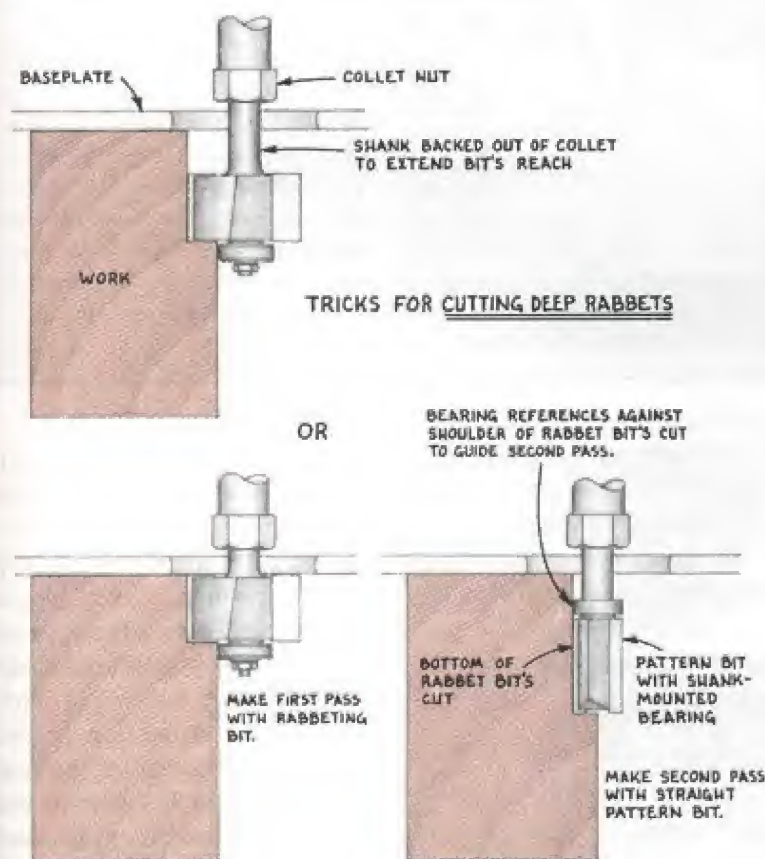 BASEPLATE
COLLET NUT
SHANK BACKED OUT OF COLLET
TO EXTEND BIT'S REACH
WORK
TRICKS FOR CUTTING DEEP RABBETS
OR
BEARING REFERENCES AGAINST
SHOULDER OF RABBET BIT'S CUT
TO GUIDE SECOND PASS.
MAKE FIRST PASS
WITH RABBETING
BIT.
BOTTOM OF
RABBET BIT'S
CUT
PATTERN BIT
WITH SHANK-
MOUNTED
BEARING
MAKE SECOND PASS
WITH STRAIGHT
PATTERN BIT.